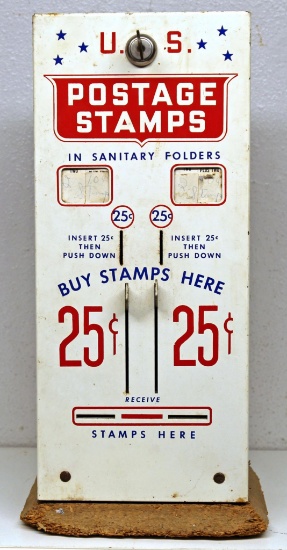 U. S.
POSTAGE
STAMPS
IN SANITARY FOLDERS
25¢ 25¢
INSERT 25¢
THEN
PUSH DOWN
INSERT 25¢
THEN
PUSH DOWN
BUY STAMPS HERE
25¢ 25¢
RECEIVE
STAMPS HERE